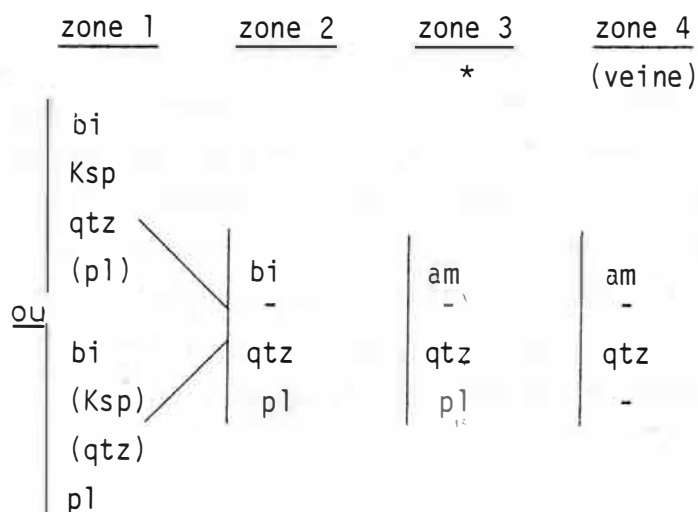 zone 1 zone 2 zone 3 zone 4
* (veine)
bi
Ksp
qtz
(pl) bi am am
ou - - -
bi qtz qtz qtz
(Ksp) pl pl -
(qtz)
pl